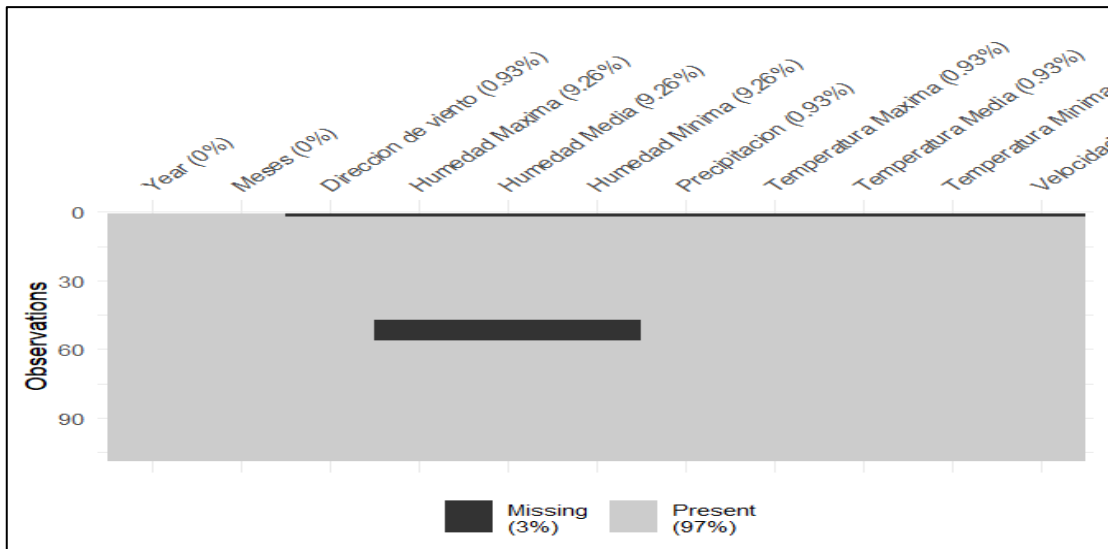 Year (0%)
Meses (0%)
Direccion de viento (0.93%)
Humedad Maxima (9.26%)
Humedad Media (9.26%)
Humedad Minima (9.26%)
Precipitacion (0.93%)
Temperatura Maxima (0.93%)
Temperatura Media (0.93%)
Temperatura Minima
Velocidad
Observations
0
30
60
90
Missing
(3%)
Present
(97%)